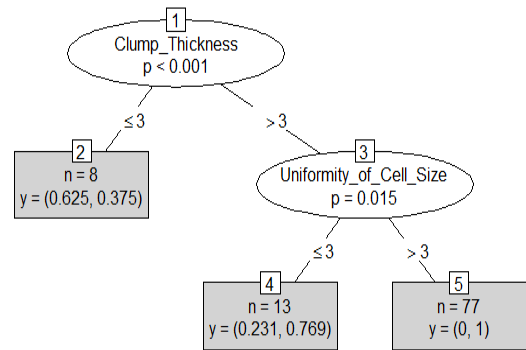 1
Clump_Thickness
p < 0.001
≤ 3
> 3
2
n = 8
y = (0.625, 0.375)
3
Uniformity_of_Cell_Size
p = 0.015
≤ 3
> 3
4
n = 13
y = (0.231, 0.769)
5
n = 77
y = (0, 1)